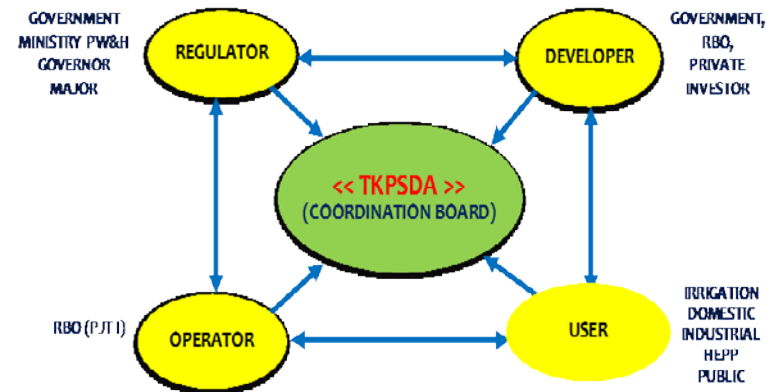 GOVERNMENT
MINISTRY PW&H
GOVERNOR
MAJOR
REGULATOR
DEVELOPER
GOVERNMENT,
RBO,
PRIVATE
INVESTOR
<< TKPSDA >>
(COORDINATION BOARD)
RBO (PJT I)
OPERATOR
USER
IRRIGATION
DOMESTIC
INDUSTRIAL
HEPP
PUBLIC